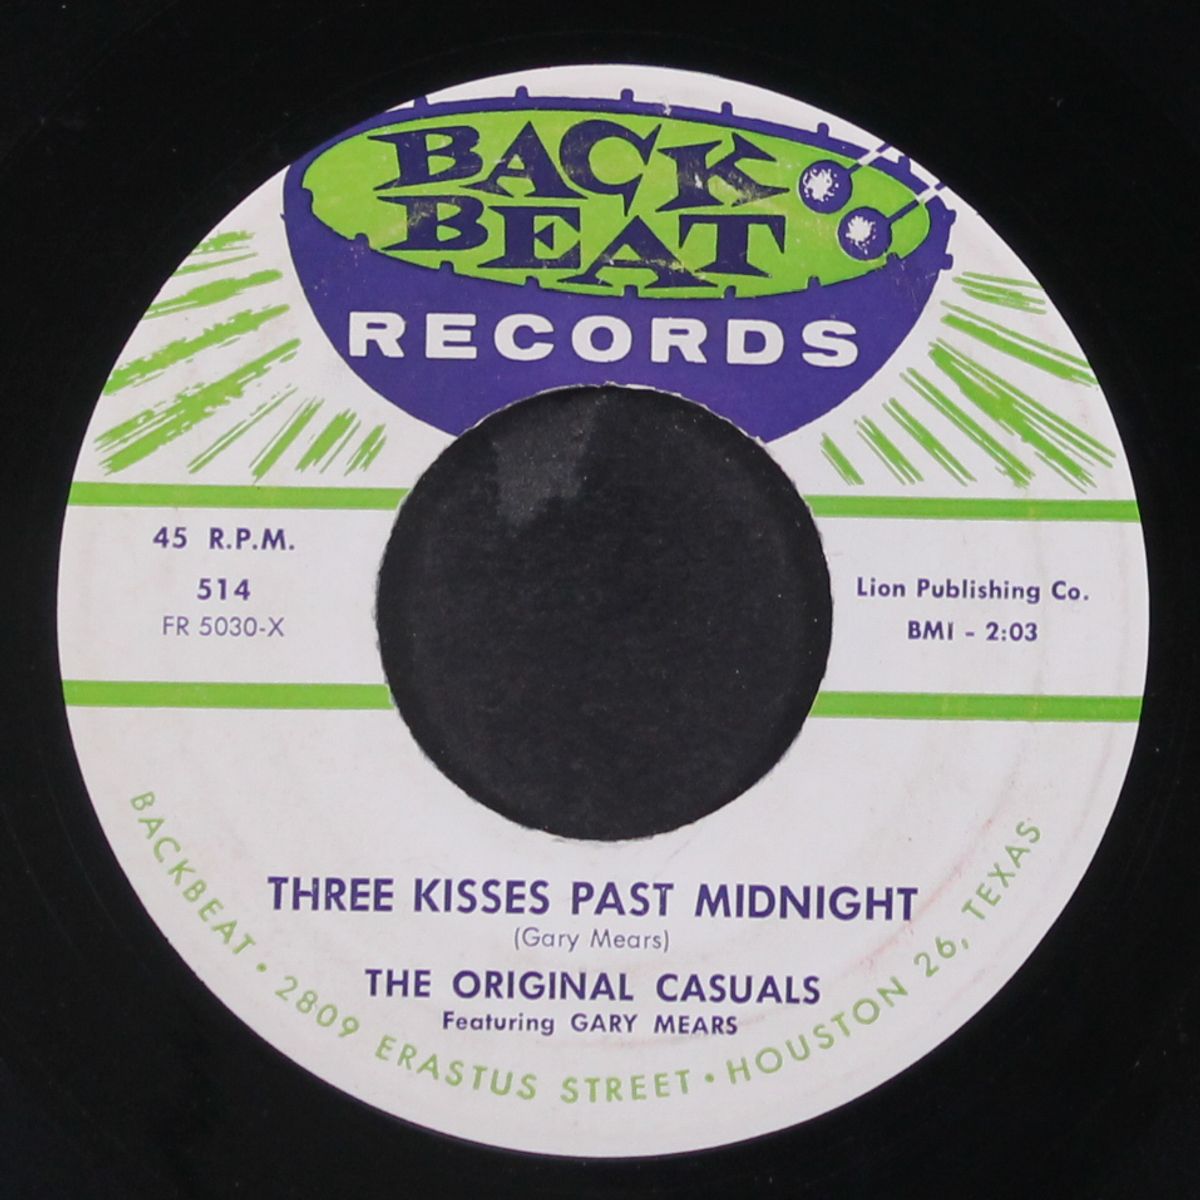 BACK
BEAT
RECORDS
45 R.P.M.
514
FR 5030-X
Lion Publishing Co.
BMI - 2:03
THREE KISSES PAST MIDNIGHT
(Gary Mears)
THE ORIGINAL CASUALS
Featuring GARY MEARS
BACKBEAT • 2809 ERASTUS STREET • HOUSTON 26, TEXAS